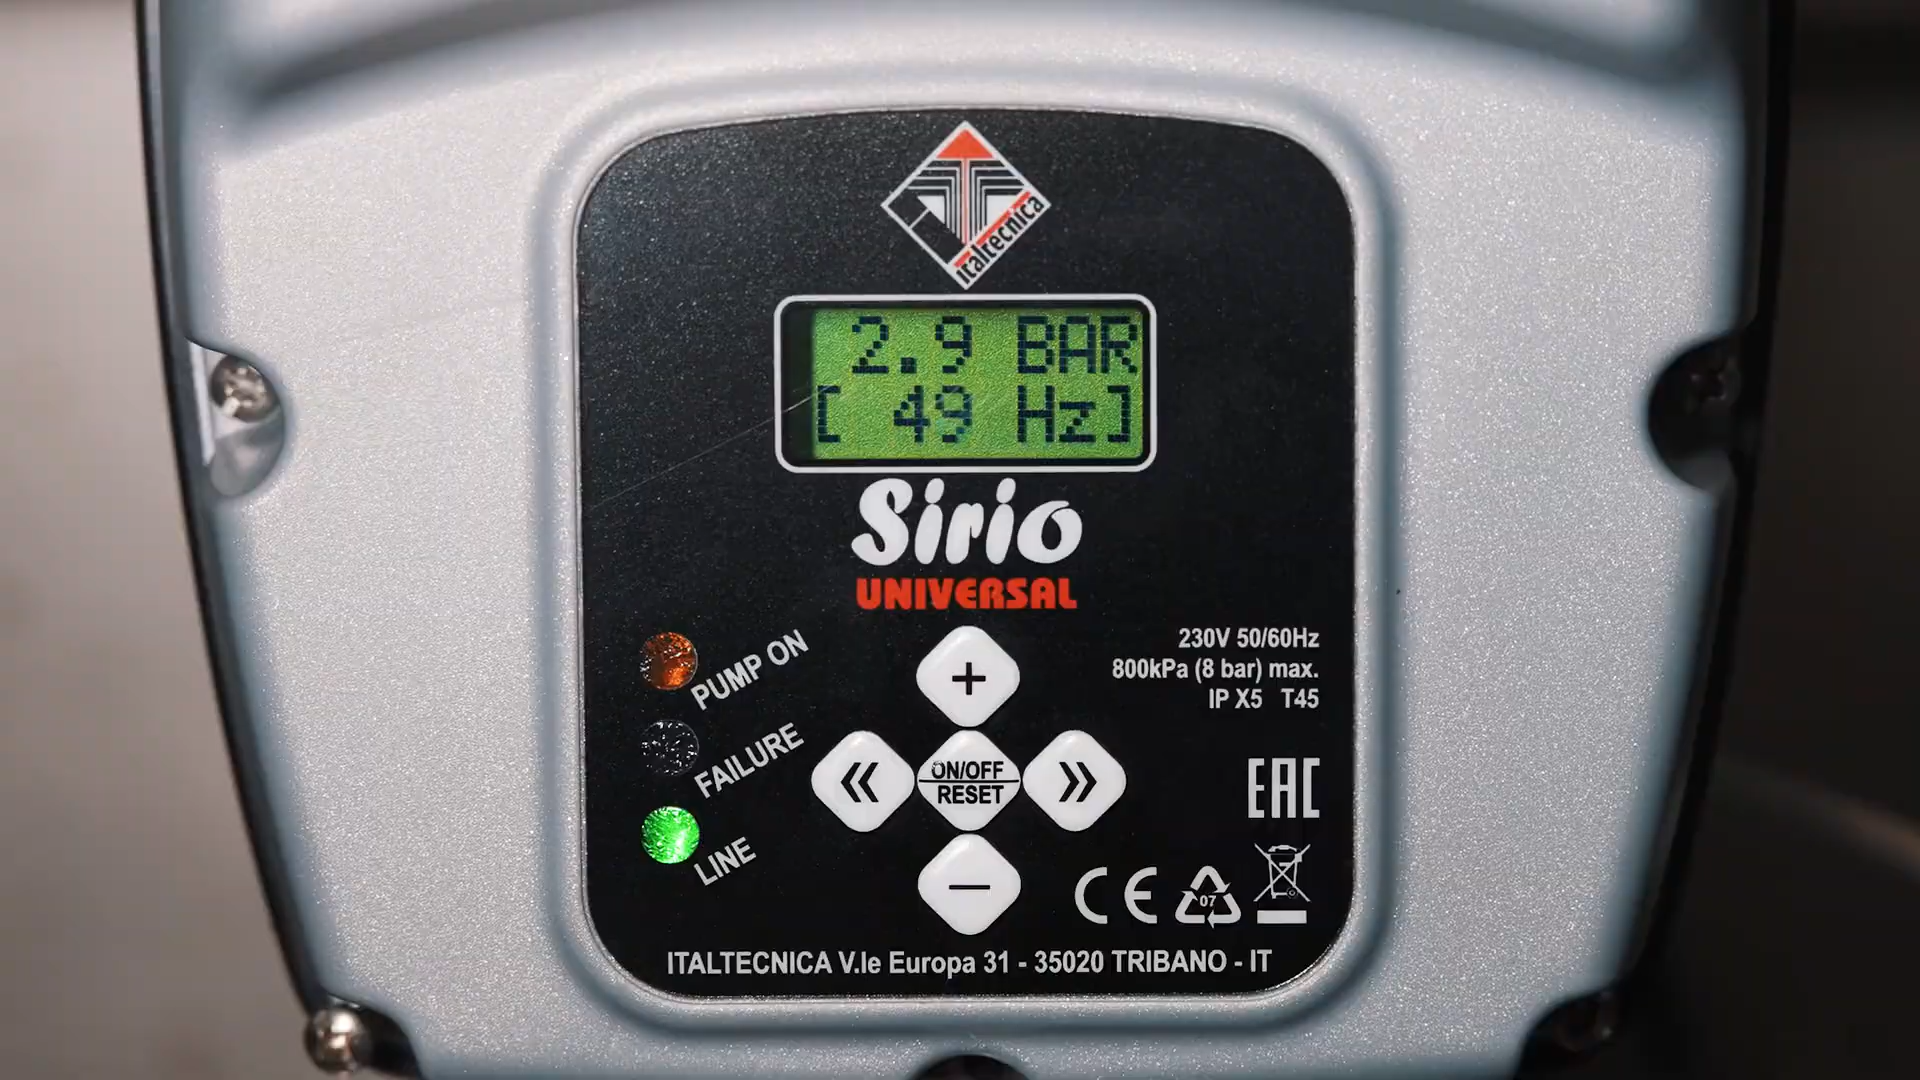 Italtecnica
2.9 BAR
[ 49 Hz]
Sirio
UNIVERSAL
PUMP ON
FAILURE
LINE
+
«
ON/OFF
RESET
»
−
230V 50/60Hz
800kPa (8 bar) max.
IP X5 T45
EAC
CE
07
ITALTECNICA V.le Europa 31 - 35020 TRIBANO - IT